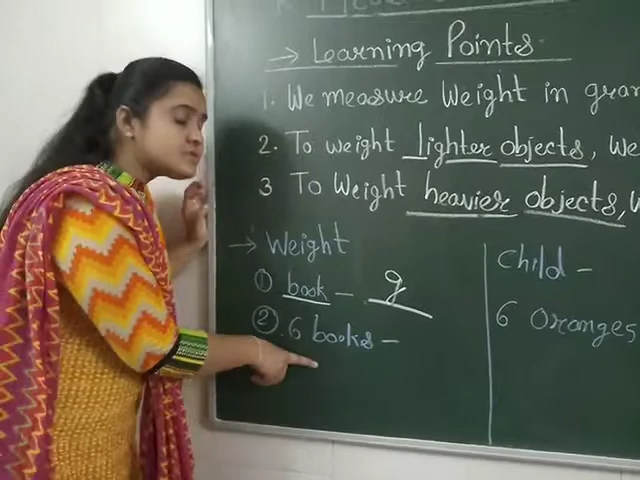 → Learning Points
1. We measure Weight in gram
2. To weight lighter objects, we
3 To Weight heavier objects,
→ Weight
① book — g
② 6 books —
Child —
6 Oranges